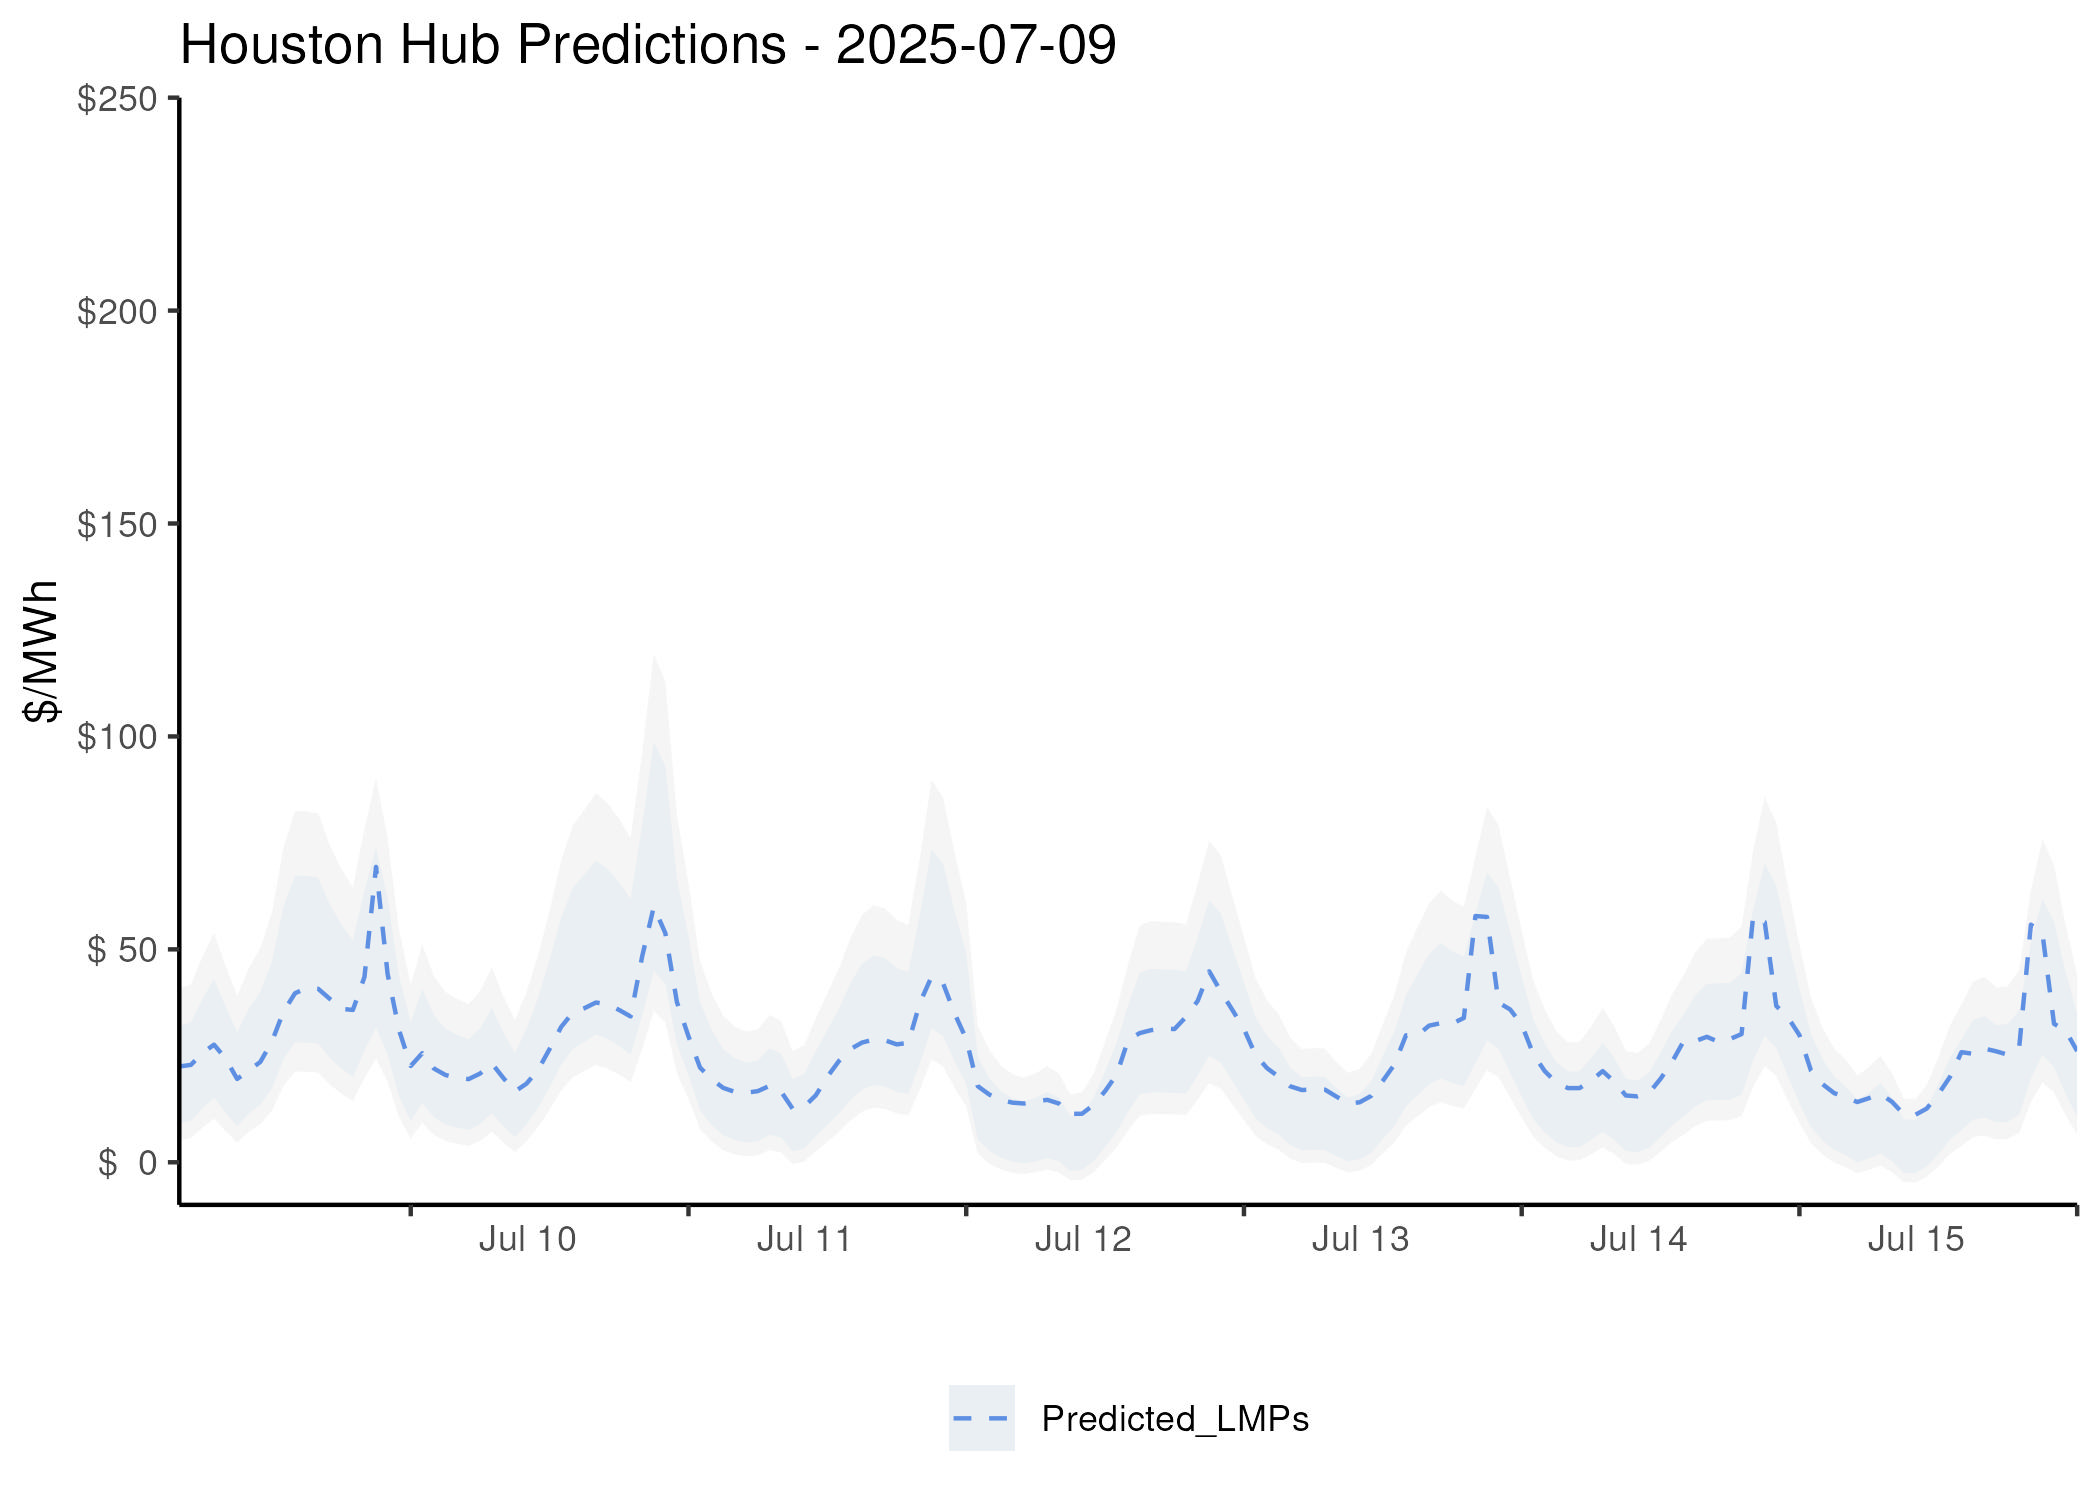 Houston Hub Predictions - 2025-07-09
$250
$200
$150
$100
$ 50
$  0
$/MWh
Jul 10
Jul 11
Jul 12
Jul 13
Jul 14
Jul 15
Predicted_LMPs